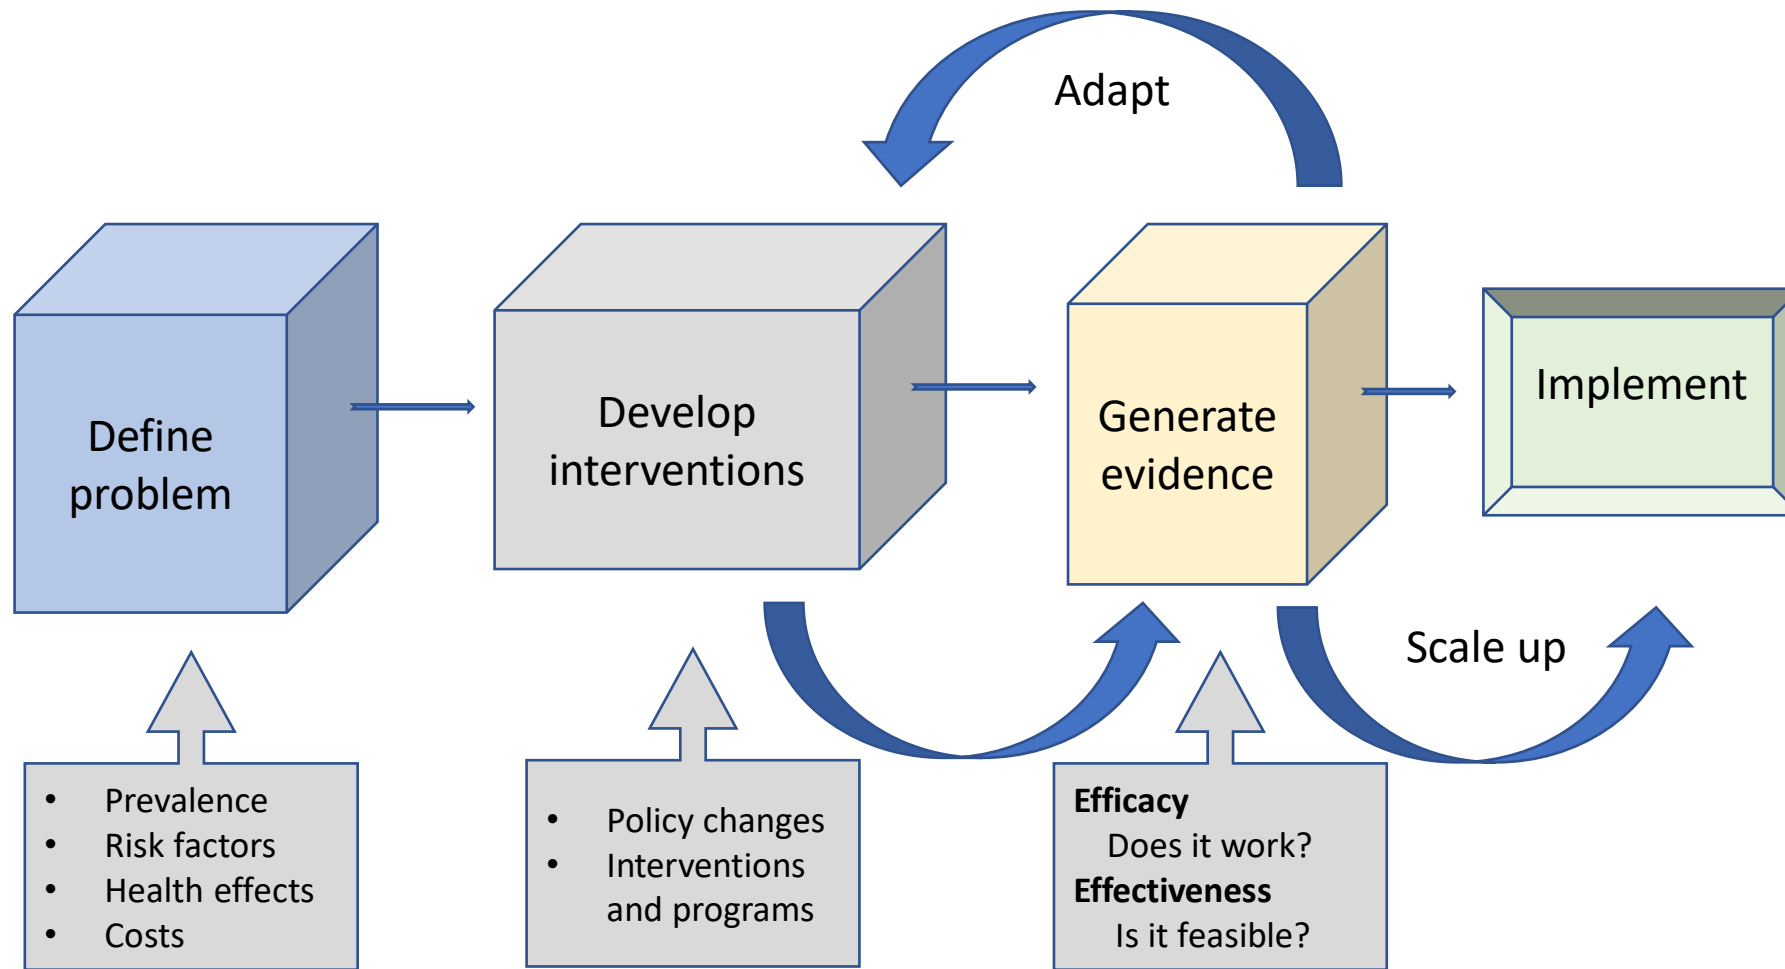 Adapt
Define
problem
Develop
interventions
Generate
evidence
Implement
Scale up
• Prevalence
• Risk factors
• Health effects
• Costs
• Policy changes
• Interventions
and programs
Efficacy
Does it work?
Effectiveness
Is it feasible?